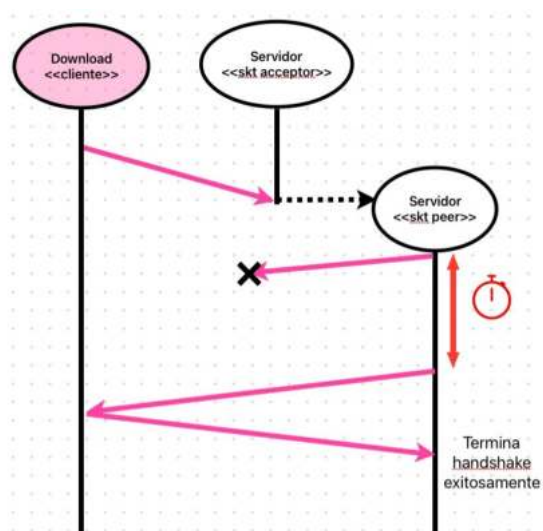 Download
<<cliente>>
Servidor
<<skt acceptor>>
Servidor
<<skt peer>>
Termina
handshake
exitosamente